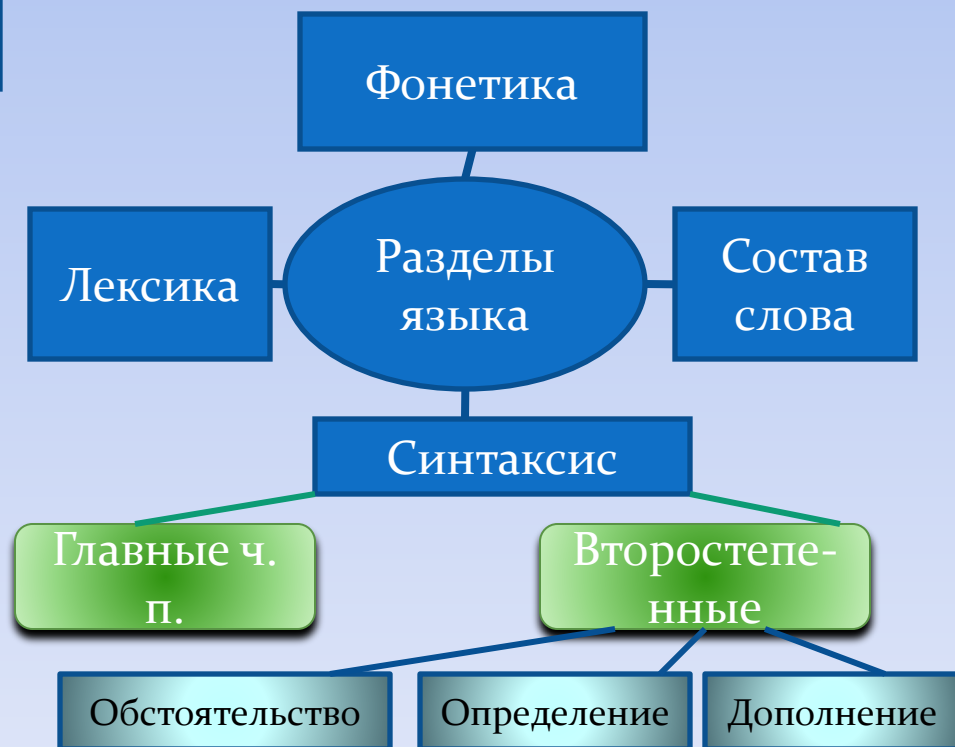 Фонетика
Лексика
Разделы
языка
Состав
слова
Синтаксис
Главные ч.
п.
Второстепе-
нные
Обстоятельство
Определение
Дополнение